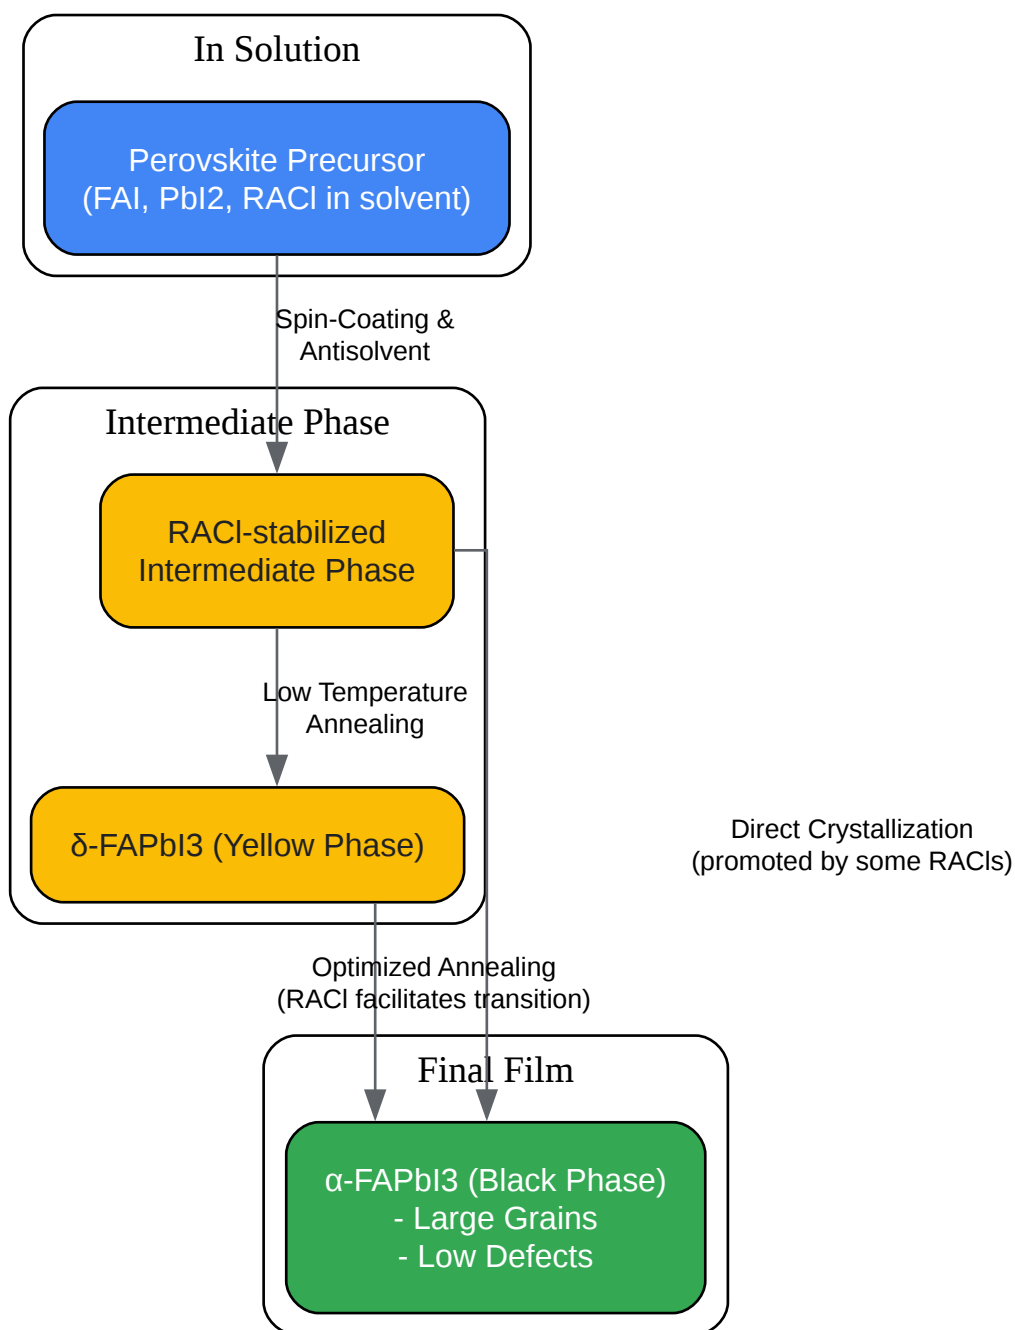 In Solution
Perovskite Precursor
(FAI, PbI2, RACl in solvent)
Spin-Coating &
Antisolvent
Intermediate Phase
RACl-stabilized
Intermediate Phase
Low Temperature
Annealing
δ-FAPbI3 (Yellow Phase)
Direct Crystallization
(promoted by some RACls)
Optimized Annealing
(RACl facilitates transition)
Final Film
α-FAPbI3 (Black Phase)
- Large Grains
- Low Defects